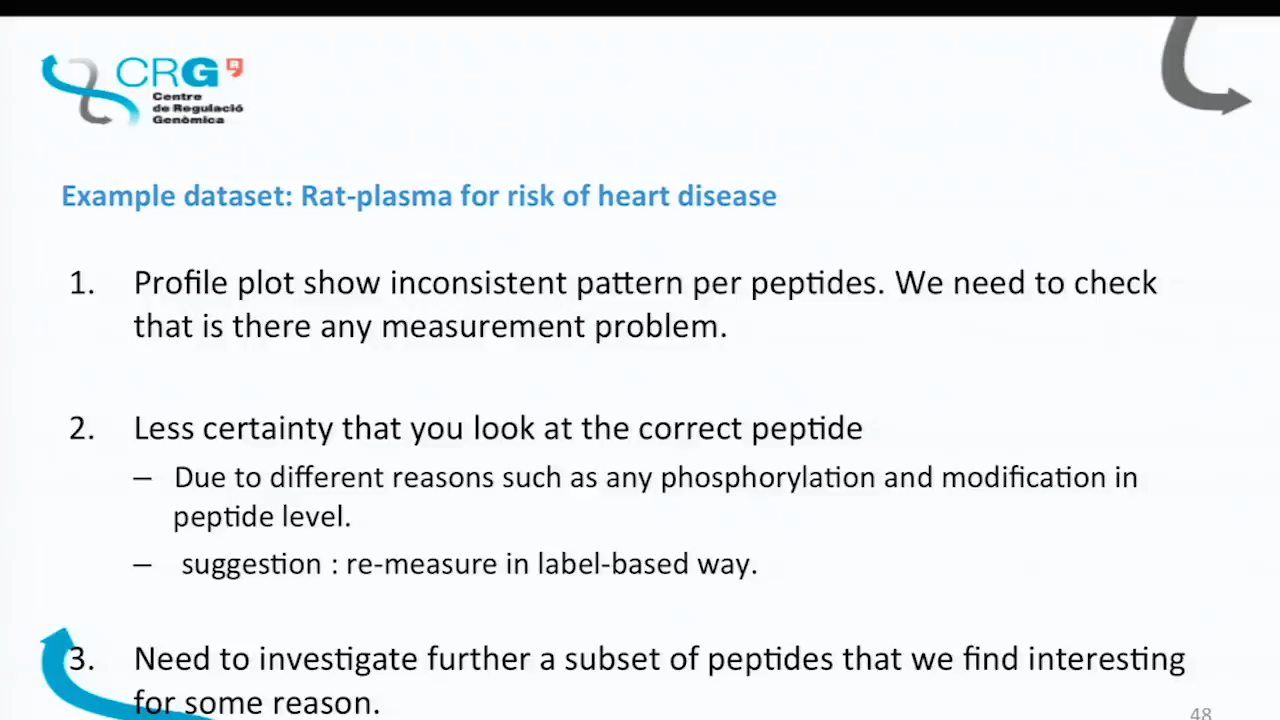 CRG
Centre
de Regulació
Genòmica
Example dataset: Rat-plasma for risk of heart disease
1. Profile plot show inconsistent pattern per peptides. We need to check
that is there any measurement problem.
2. Less certainty that you look at the correct peptide
– Due to different reasons such as any phosphorylation and modification in
peptide level.
– suggestion : re-measure in label-based way.
3. Need to investigate further a subset of peptides that we find interesting
for some reason.
48